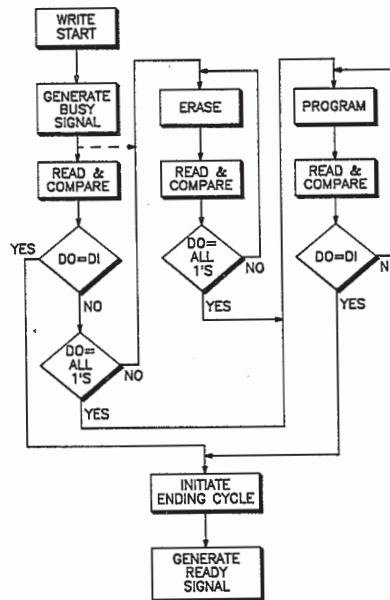 WRITE
START
GENERATE
BUSY
SIGNAL
READ &
COMPARE
YES
DO=DI
NO
DO=
ALL
1'S
NO
YES
ERASE
READ &
COMPARE
DO=
ALL
1'S
NO
YES
PROGRAM
READ &
COMPARE
DO=DI
YES
INITIATE
ENDING CYCLE
GENERATE
READY
SIGNAL